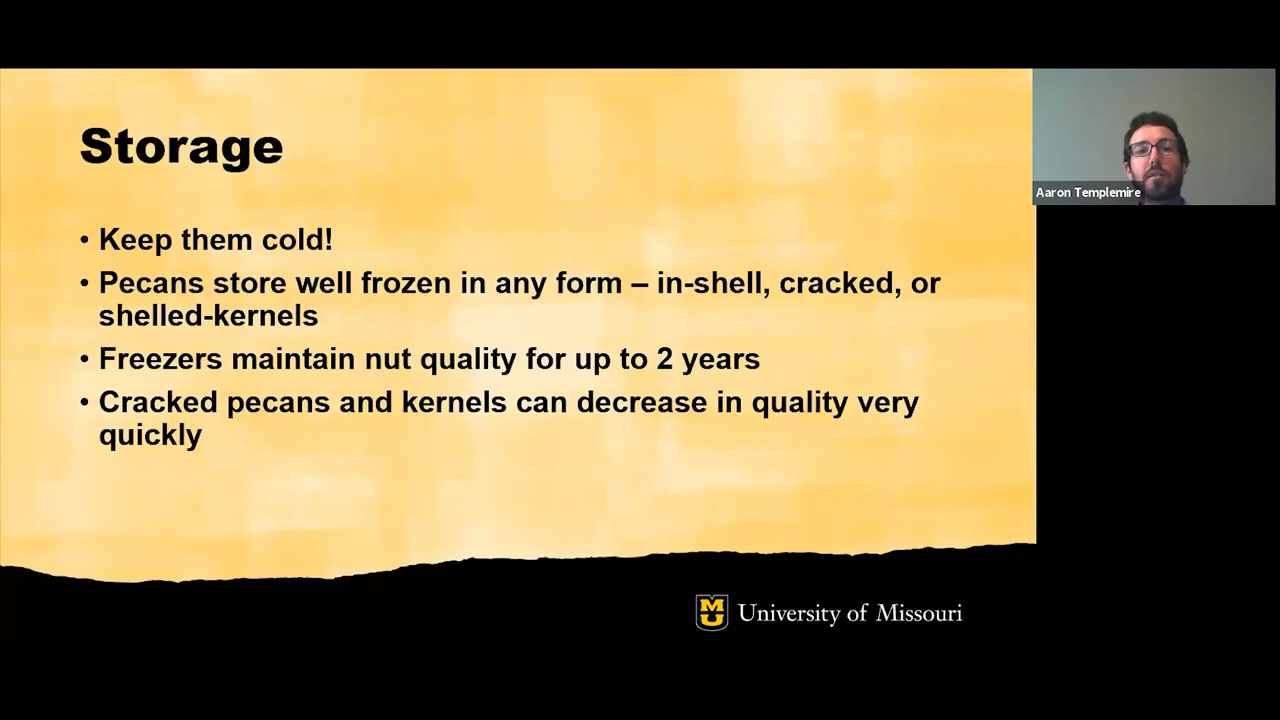 Storage
• Keep them cold!
• Pecans store well frozen in any form – in-shell, cracked, or
shelled-kernels
• Freezers maintain nut quality for up to 2 years
• Cracked pecans and kernels can decrease in quality very
quickly
Aaron Templemire
MU
University of Missouri